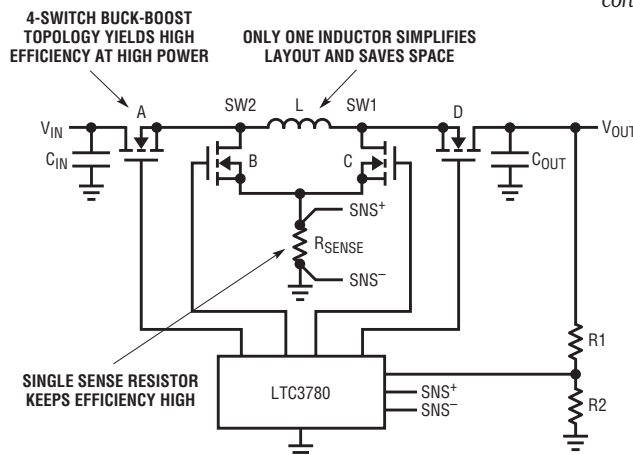 con
4-SWITCH BUCK-BOOST
TOPOLOGY YIELDS HIGH
EFFICIENCY AT HIGH POWER
ONLY ONE INDUCTOR SIMPLIFIES
LAYOUT AND SAVES SPACE
A
SW2
L
SW1
D
VIN
VOUT
CIN
B
C
COUT
SNS+
RSENSE
SNS−
R1
SINGLE SENSE RESISTOR
KEEPS EFFICIENCY HIGH
LTC3780
SNS+
SNS−
R2